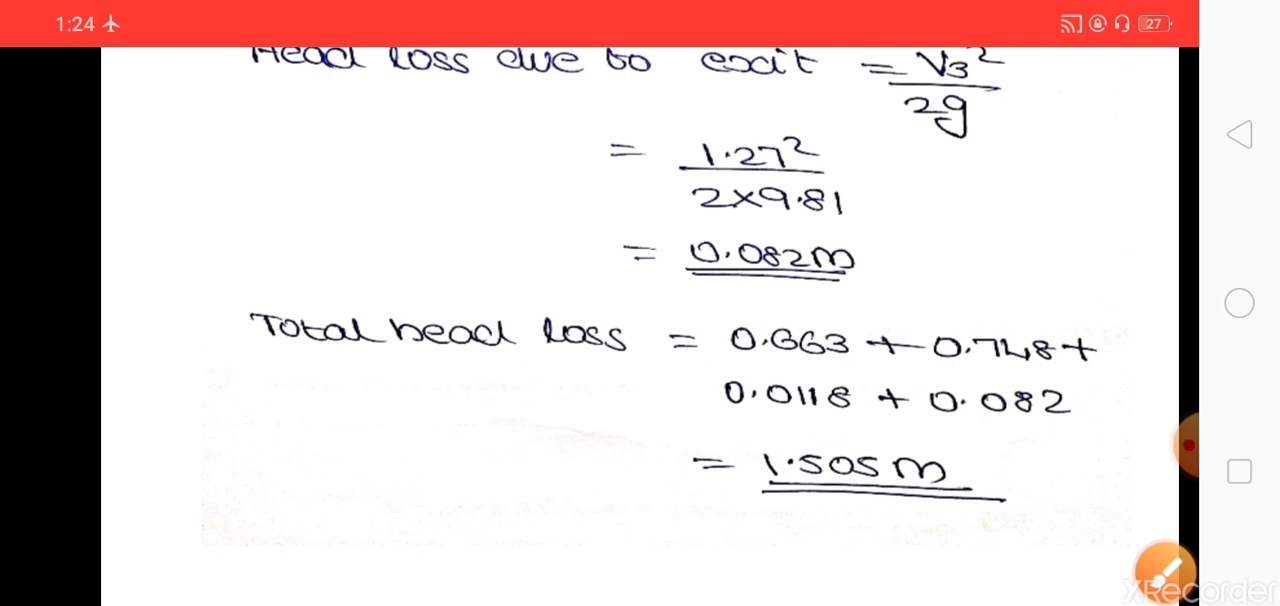 1:24
27
Head loss due to exit = V3²
2g
= 1.27²
2×9.81
= 0.082m
Total head loss = 0.663 + 0.748 +
0.0118 + 0.082
= 1.505 m
XRecorder